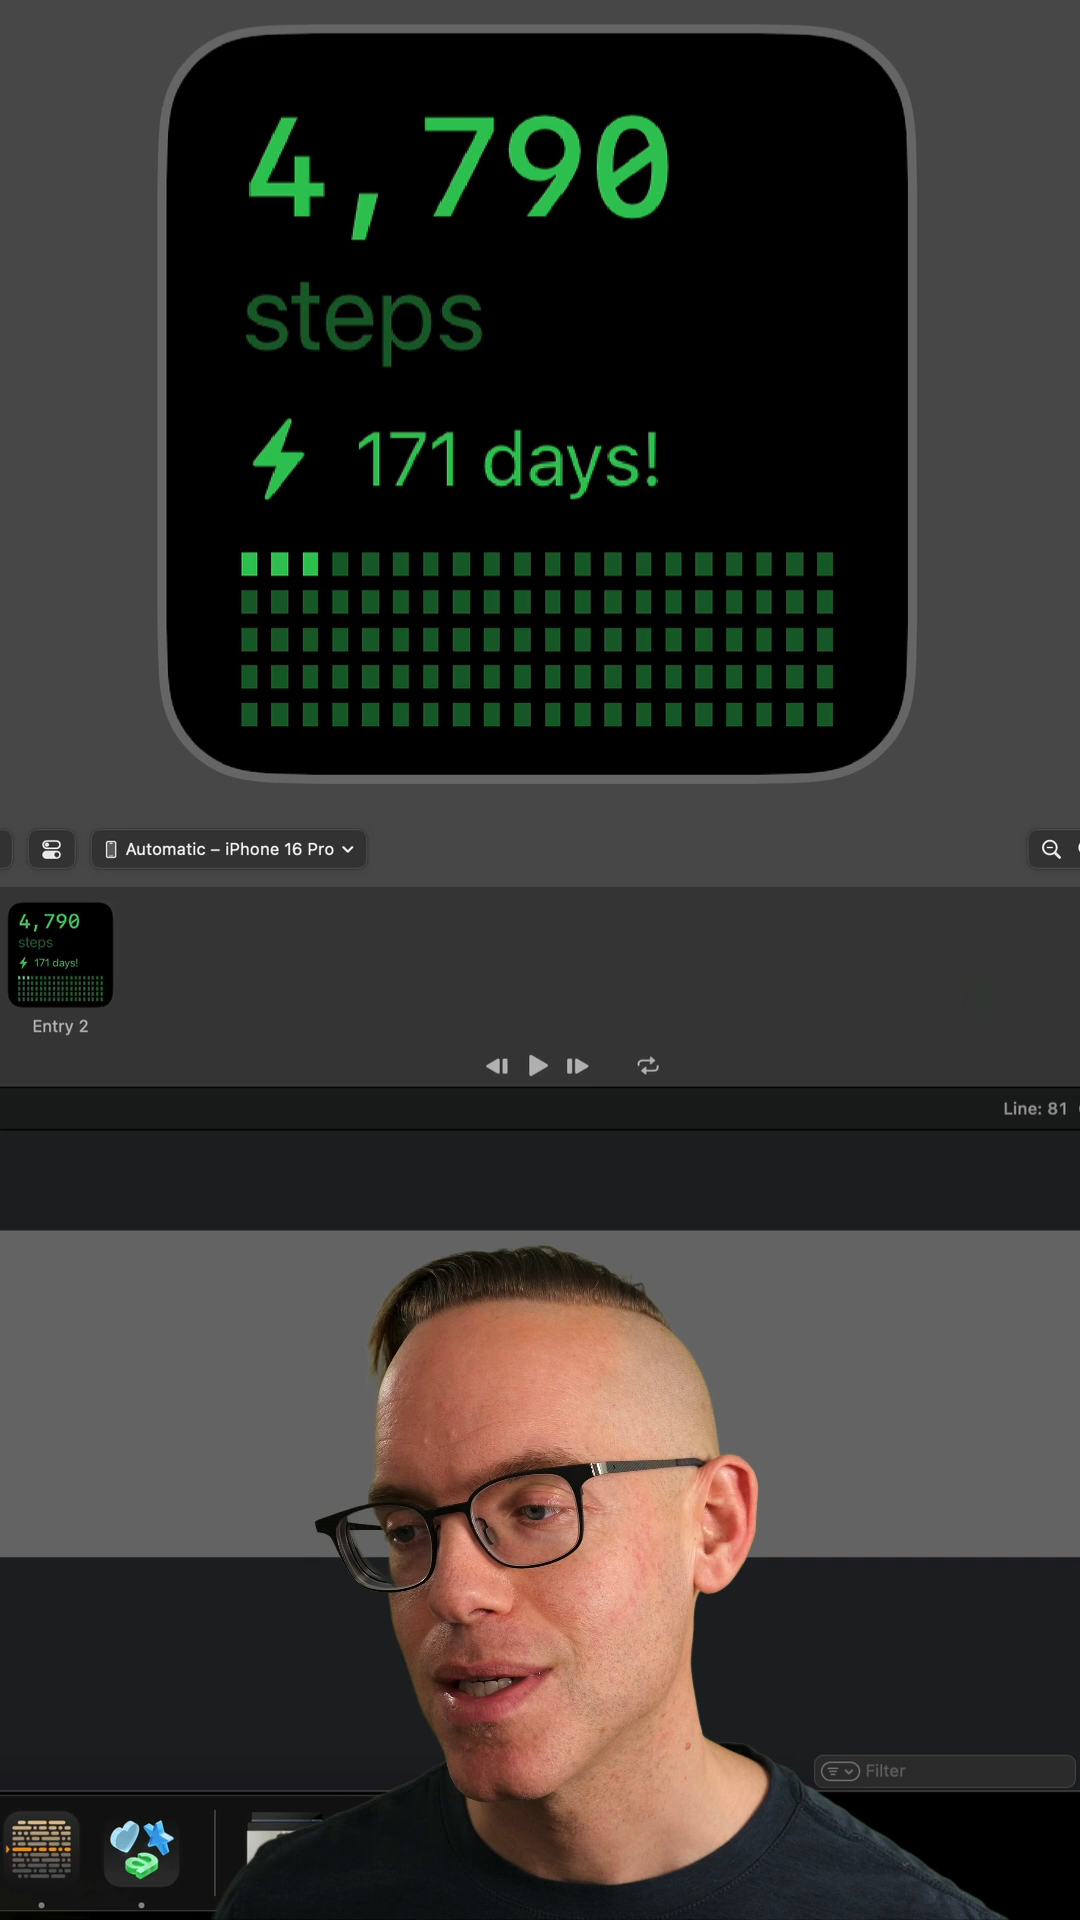 4,790
steps
171 days!
Automatic – iPhone 16 Pro
4,790
steps
171 days!
Entry 2
Line: 81
Filter